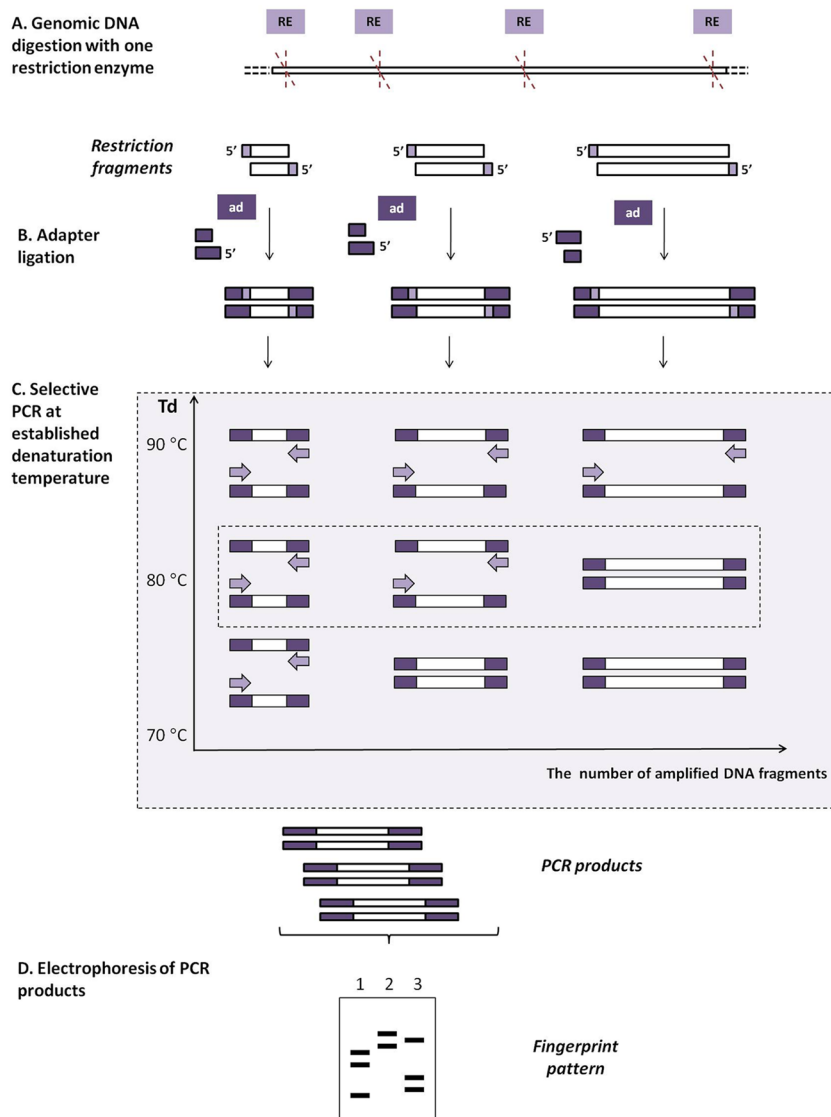 A. Genomic DNA
digestion with one
restriction enzyme
RE
RE
RE
RE
Restriction
fragments
5’
5’
5’
5’
5’
5’
ad
ad
ad
B. Adapter
ligation
5’
5’
5’
C. Selective
PCR at
established
denaturation
temperature
Td
90 °C
80 °C
70 °C
The number of amplified DNA fragments
PCR products
D. Electrophoresis of PCR
products
1 2 3
Fingerprint
pattern